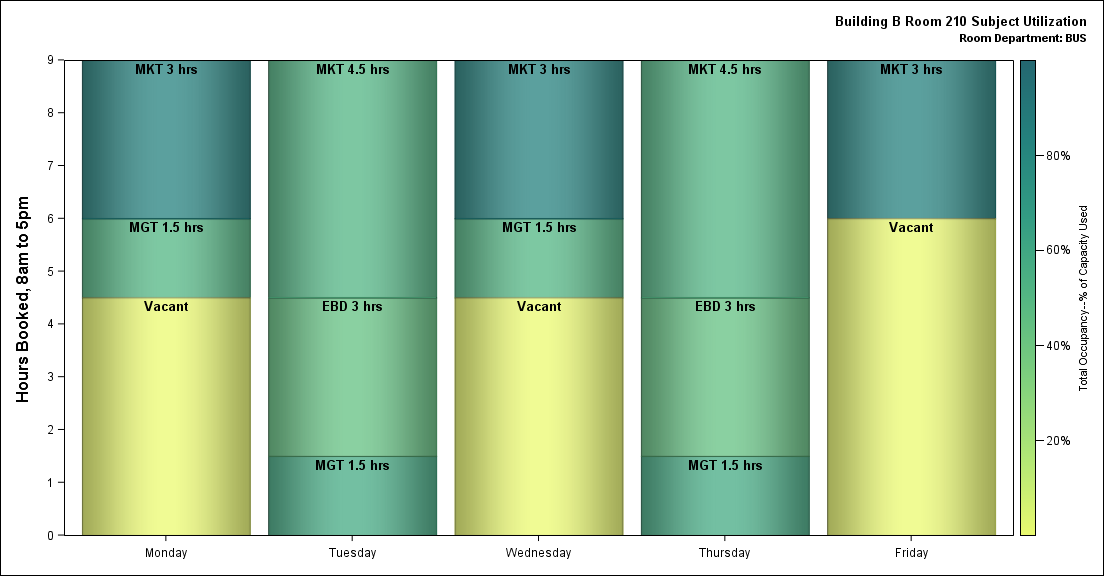 Building B Room 210 Subject Utilization
Room Department: BUS
Hours Booked, 8am to 5pm
9
8
7
6
5
4
3
2
1
0
MKT 3 hrs
MGT 1.5 hrs
Vacant
MKT 4.5 hrs
EBD 3 hrs
MGT 1.5 hrs
MKT 3 hrs
MGT 1.5 hrs
Vacant
MKT 4.5 hrs
EBD 3 hrs
MGT 1.5 hrs
MKT 3 hrs
Vacant
Monday
Tuesday
Wednesday
Thursday
Friday
80%
60%
40%
20%
Total Occupancy--% of Capacity Used